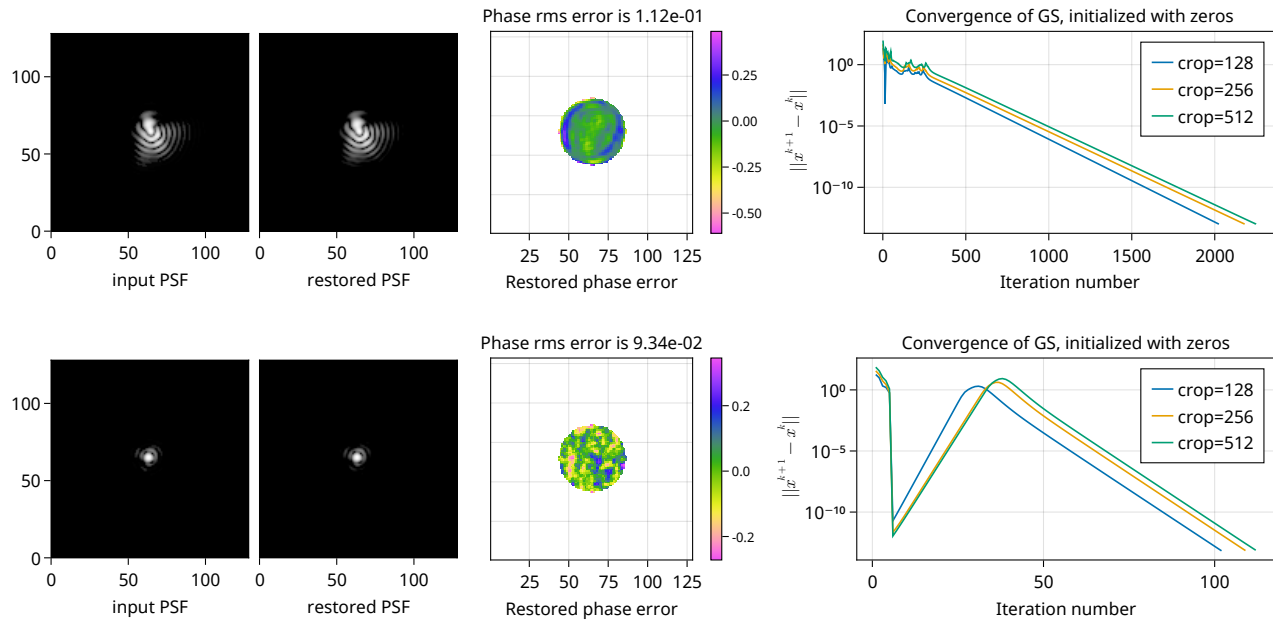 Phase rms error is 1.12e-01
Convergence of GS, initialized with zeros
100
50
0
0 50 100
input PSF
0 50 100
restored PSF
25 50 75 100 125
Restored phase error
0.25
0.00
-0.25
-0.50
||x^{k+1} − x^k||
10^0
10^{−5}
10^{−10}
crop=128
crop=256
crop=512
0 500 1000 1500 2000
Iteration number
Phase rms error is 9.34e-02
Convergence of GS, initialized with zeros
100
50
0
0 50 100
input PSF
0 50 100
restored PSF
25 50 75 100 125
Restored phase error
0.2
0.0
-0.2
||x^{k+1} − x^k||
10^0
10^{−5}
10^{−10}
crop=128
crop=256
crop=512
0 50 100
Iteration number